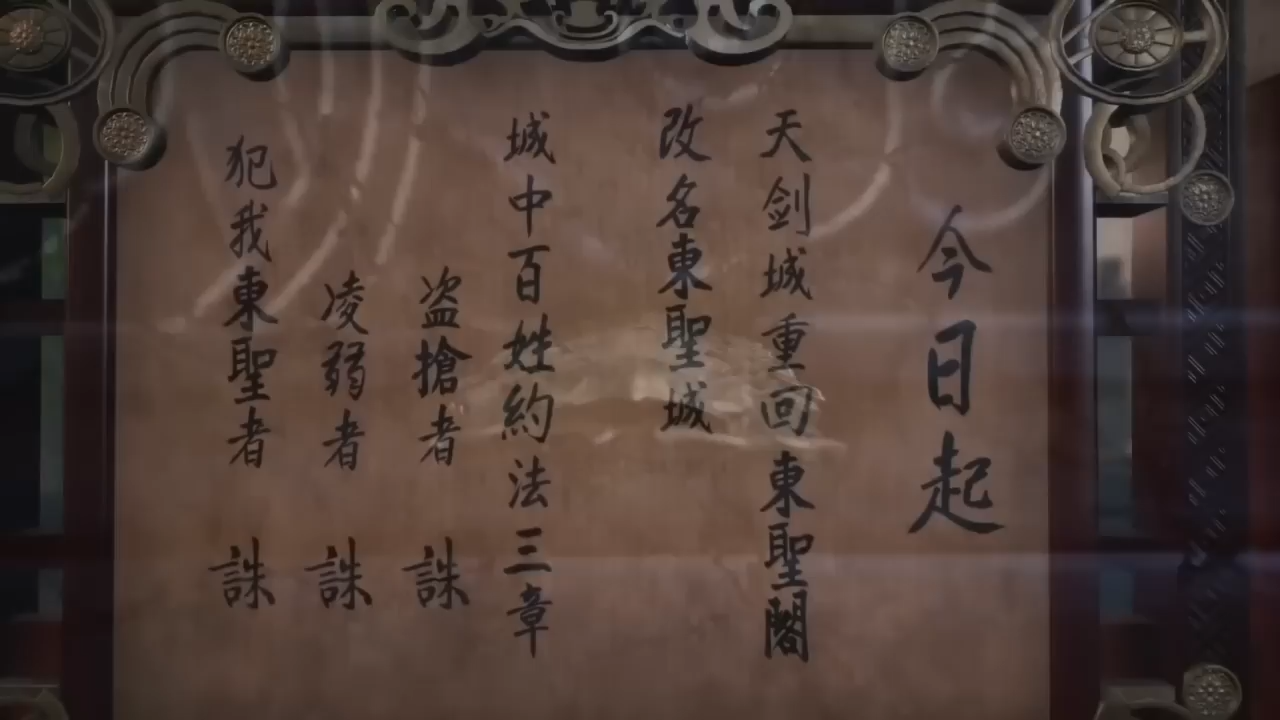 今日起
天劍城重回東聖閣
改名東聖城
城中百姓約法三章
盗搶者 誅
凌弱者 誅
犯我東聖者 誅